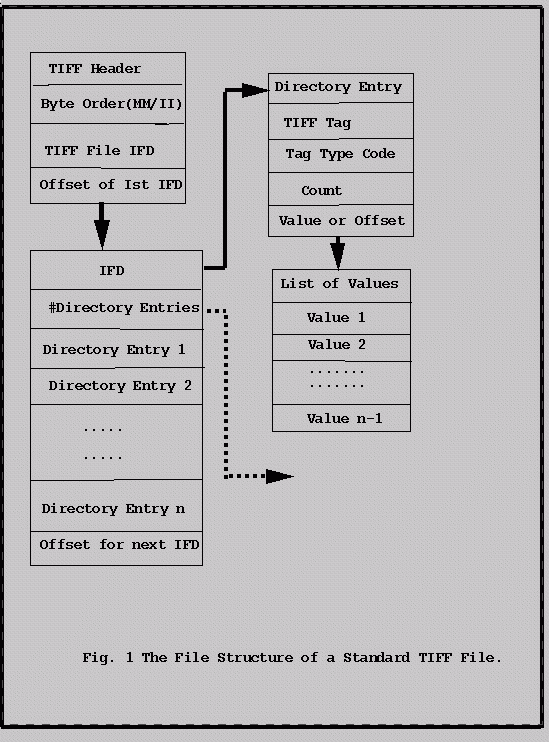 TIFF Header
Byte Order(MM/II)
TIFF File IFD
Offset of Ist IFD
IFD
#Directory Entries
Directory Entry 1
Directory Entry 2
.....
.....
Directory Entry n
Offset for next IFD
Directory Entry
TIFF Tag
Tag Type Code
Count
Value or Offset
List of Values
Value 1
Value 2
.......
.......
Value n-1
Fig. 1 The File Structure of a Standard TIFF File.